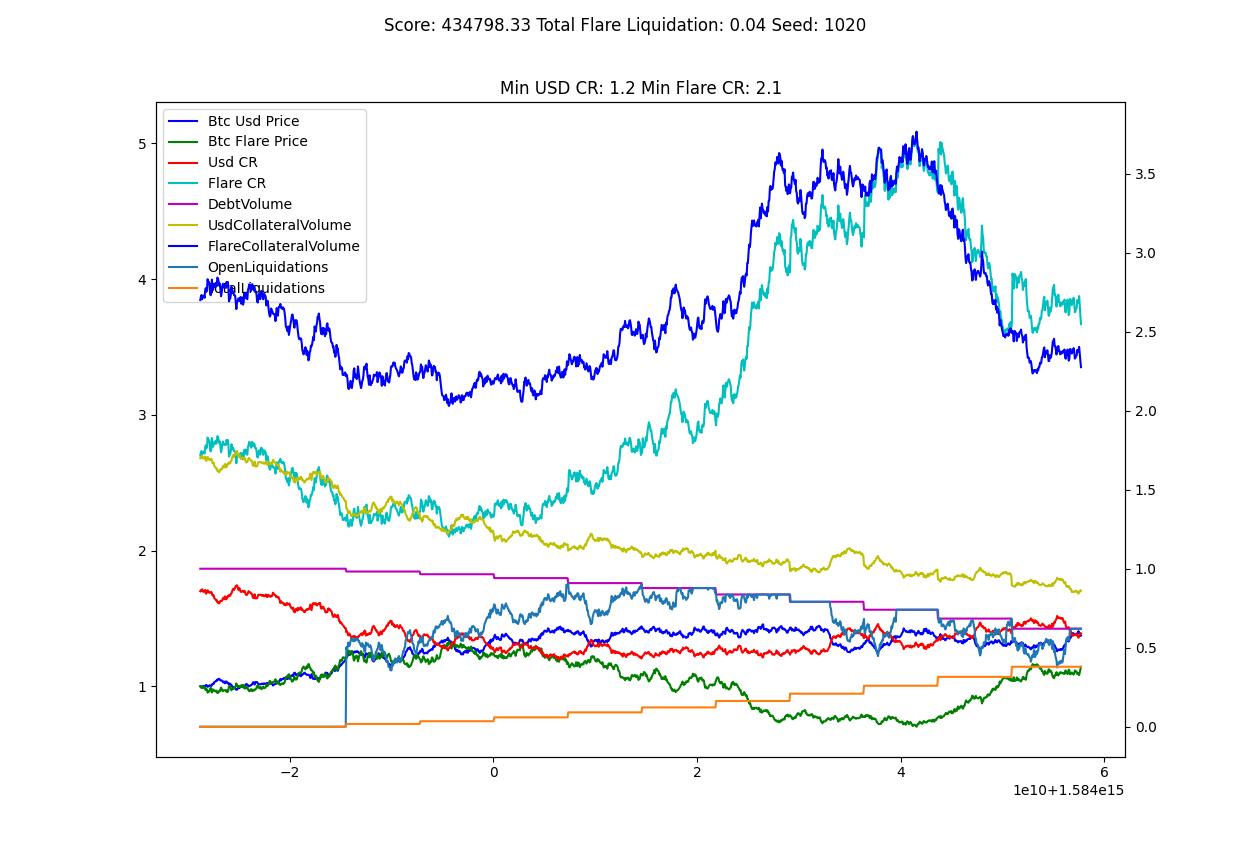 Score: 434798.33 Total Flare Liquidation: 0.04 Seed: 1020
Min USD CR: 1.2 Min Flare CR: 2.1
Btc Usd Price
Btc Flare Price
Usd CR
Flare CR
DebtVolume
UsdCollateralVolume
FlareCollateralVolume
OpenLiquidations
TotalLiquidations
5
4
3
2
1
3.5
3.0
2.5
2.0
1.5
1.0
0.5
0.0
−2
0
2
4
6
1e10+1.584e15